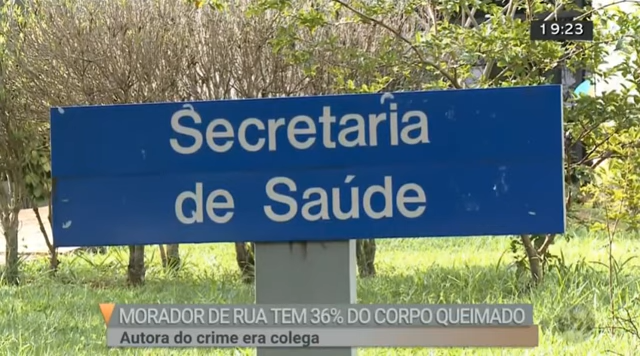 19:23
Secretaria
de Saúde
MORADOR DE RUA TEM 36% DO CORPO QUEIMADO
Autora do crime era colega